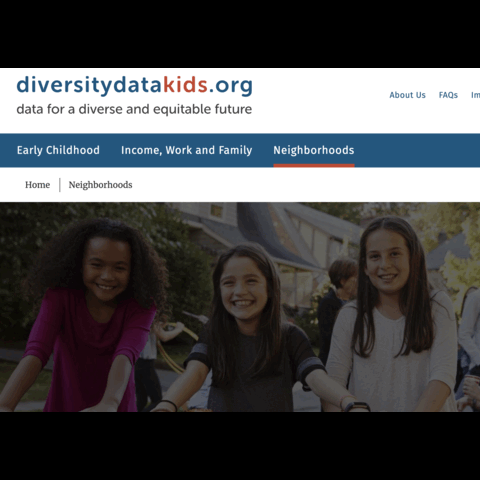 diversitydatakids.org
data for a diverse and equitable future
About Us FAQs
Early Childhood Income, Work and Family Neighborhoods
Home Neighborhoods